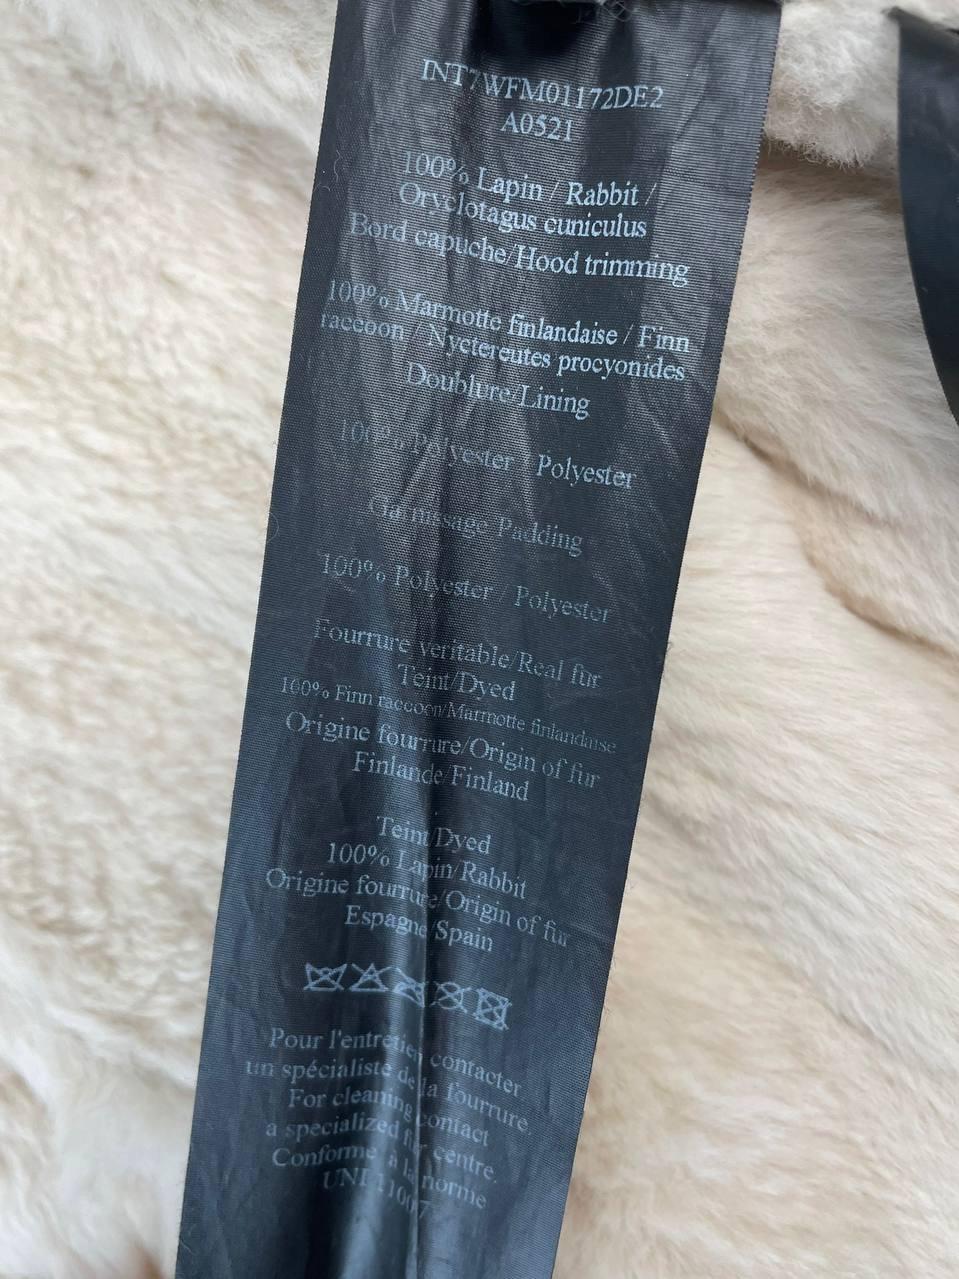 INT7WFM01172DE2
A0521
100% Lapin / Rabbit /
Oryclotagus cuniculus
Bord capuche/Hood trimming
100% Marmotte finlandaise / Finn
raccoon / Nyctereutes procyonides
Doublure/Lining
100% Polyester / Polyester
Garnissage Padding
100% Polyester / Polyester
Fourrure veritable/Real fur
Teint/Dyed
100% Finn raccoon/Marmotte finlandaise
Origine fourrure/Origin of fur
Finlande/Finland
Teint/Dyed
100% Lapin/Rabbit
Origine fourrure/Origin of fur
Espagne/Spain
Pour l'entretien contacter
un spécialiste de la fourrure.
For cleaning contact
a specialized fur centre.
Conforme à la norme
UNI 11007